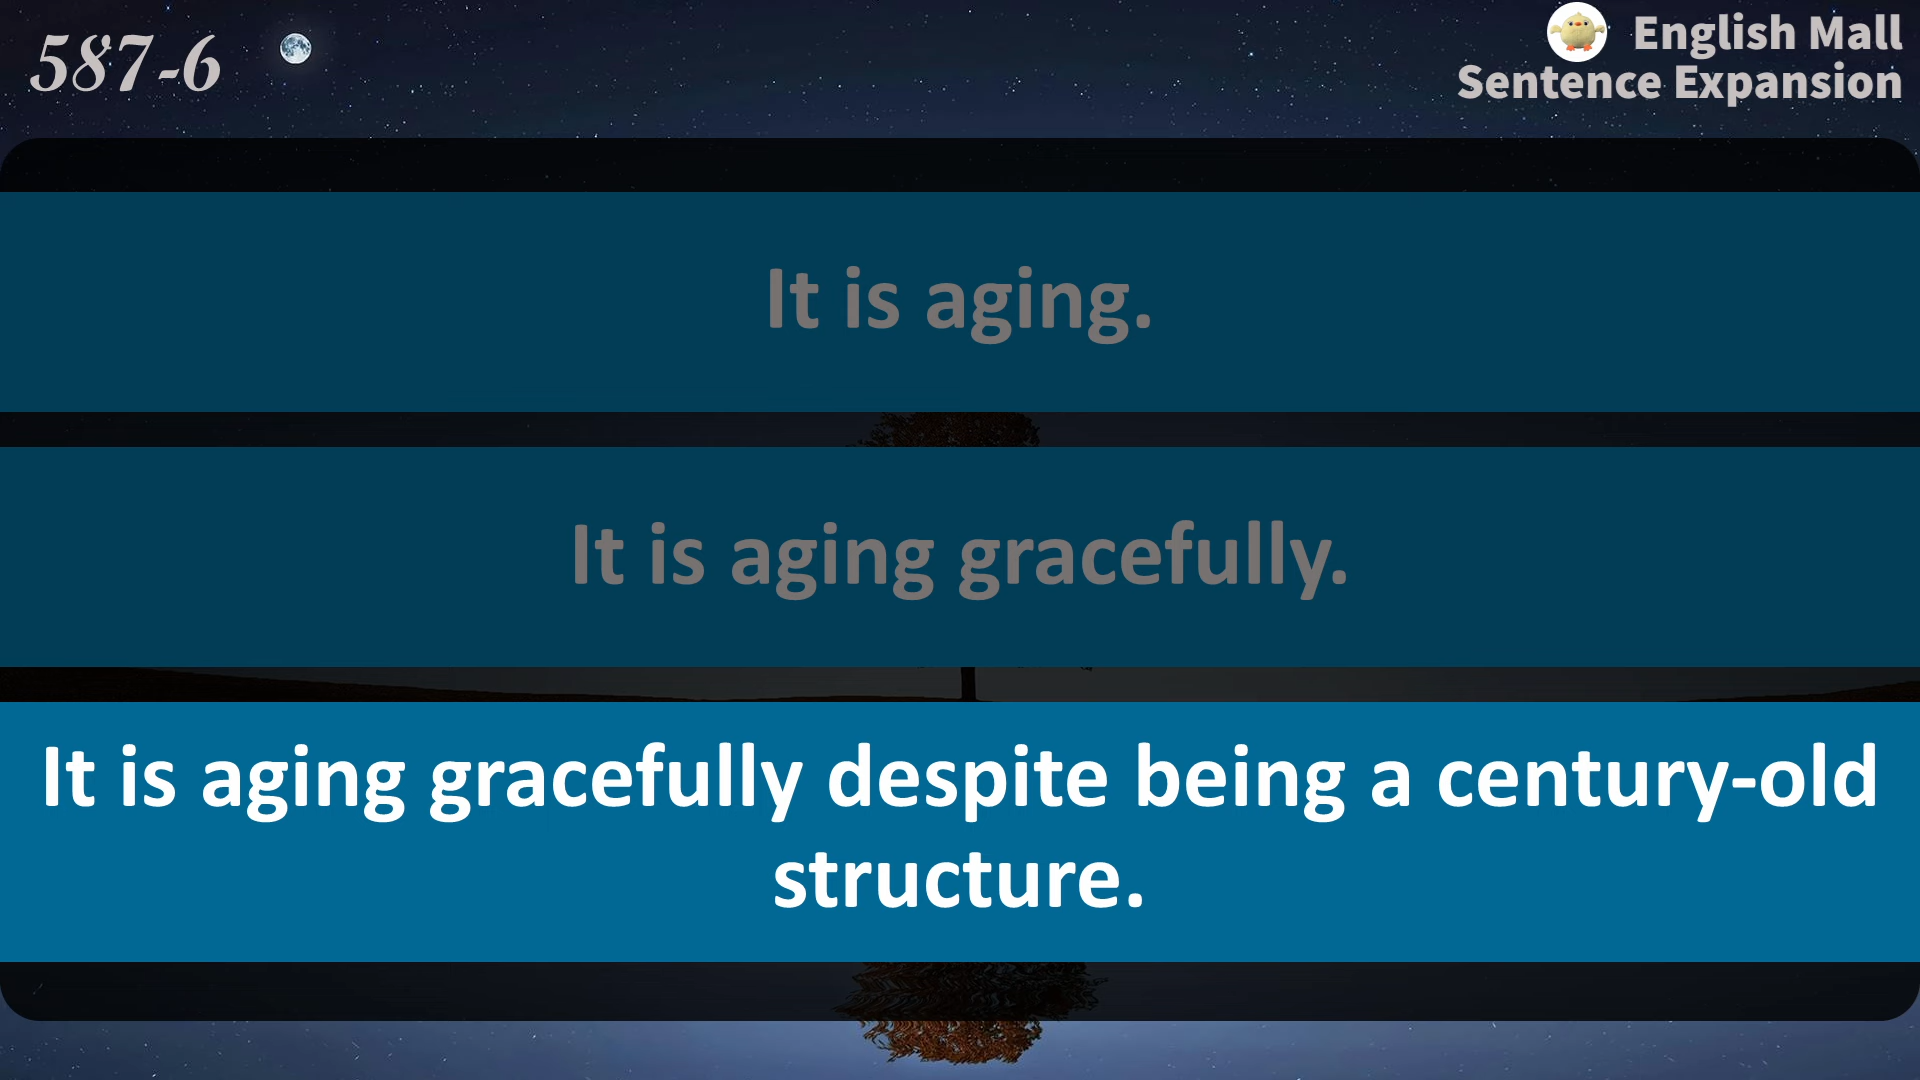 587-6
English Mall
Sentence Expansion
It is aging.
It is aging gracefully.
It is aging gracefully despite being a century-old
structure.